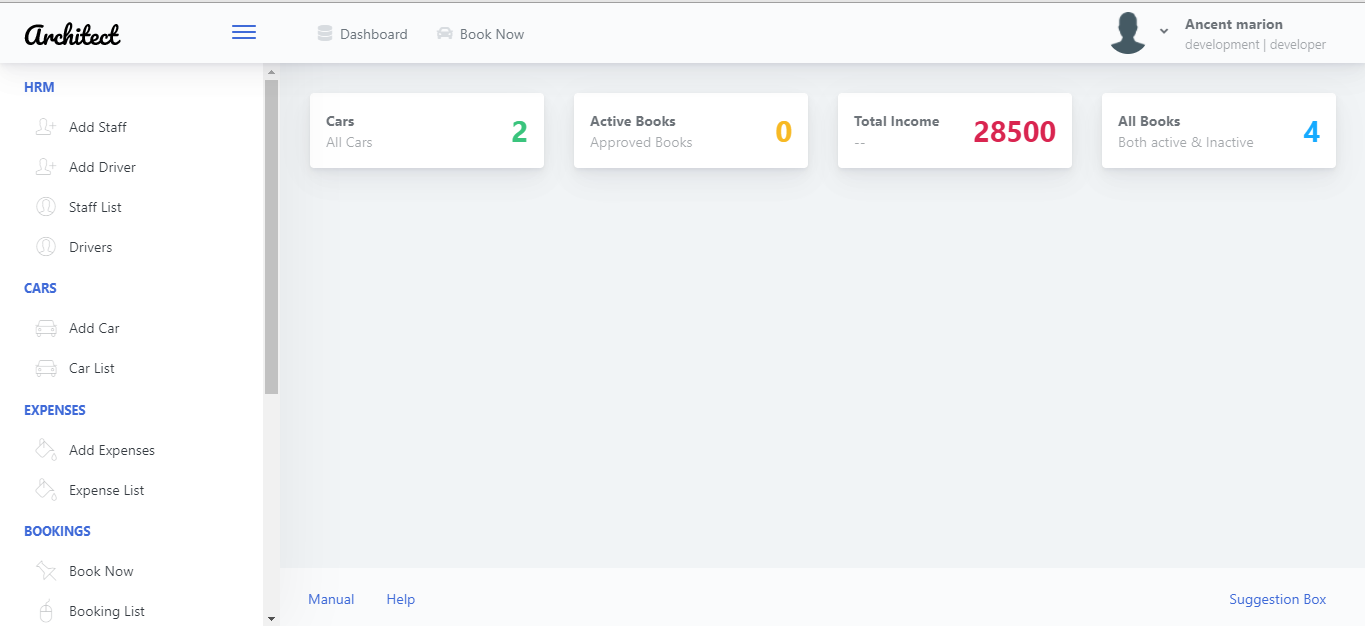 Architect
Dashboard
Book Now
Ancent marion
development | developer
HRM
Add Staff
Add Driver
Staff List
Drivers
CARS
Add Car
Car List
EXPENSES
Add Expenses
Expense List
BOOKINGS
Book Now
Booking List
Cars
All Cars
2
Active Books
Approved Books
0
Total Income
--
28500
All Books
Both active & Inactive
4
Manual
Help
Suggestion Box